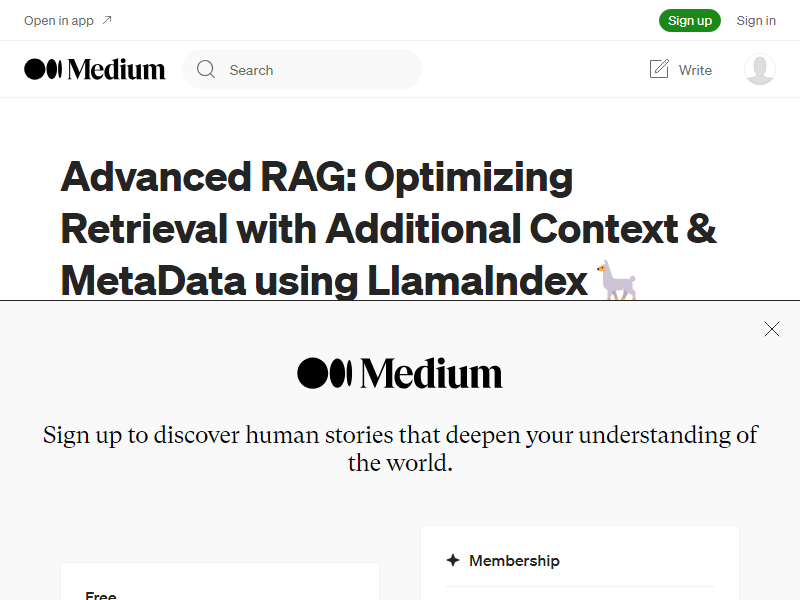 Open in app
Sign up
Sign in
Medium
Search
Write
Advanced RAG: Optimizing
Retrieval with Additional Context &
MetaData using LlamaIndex🦙
Medium
Sign up to discover human stories that deepen your understanding of
the world.
Membership
Free